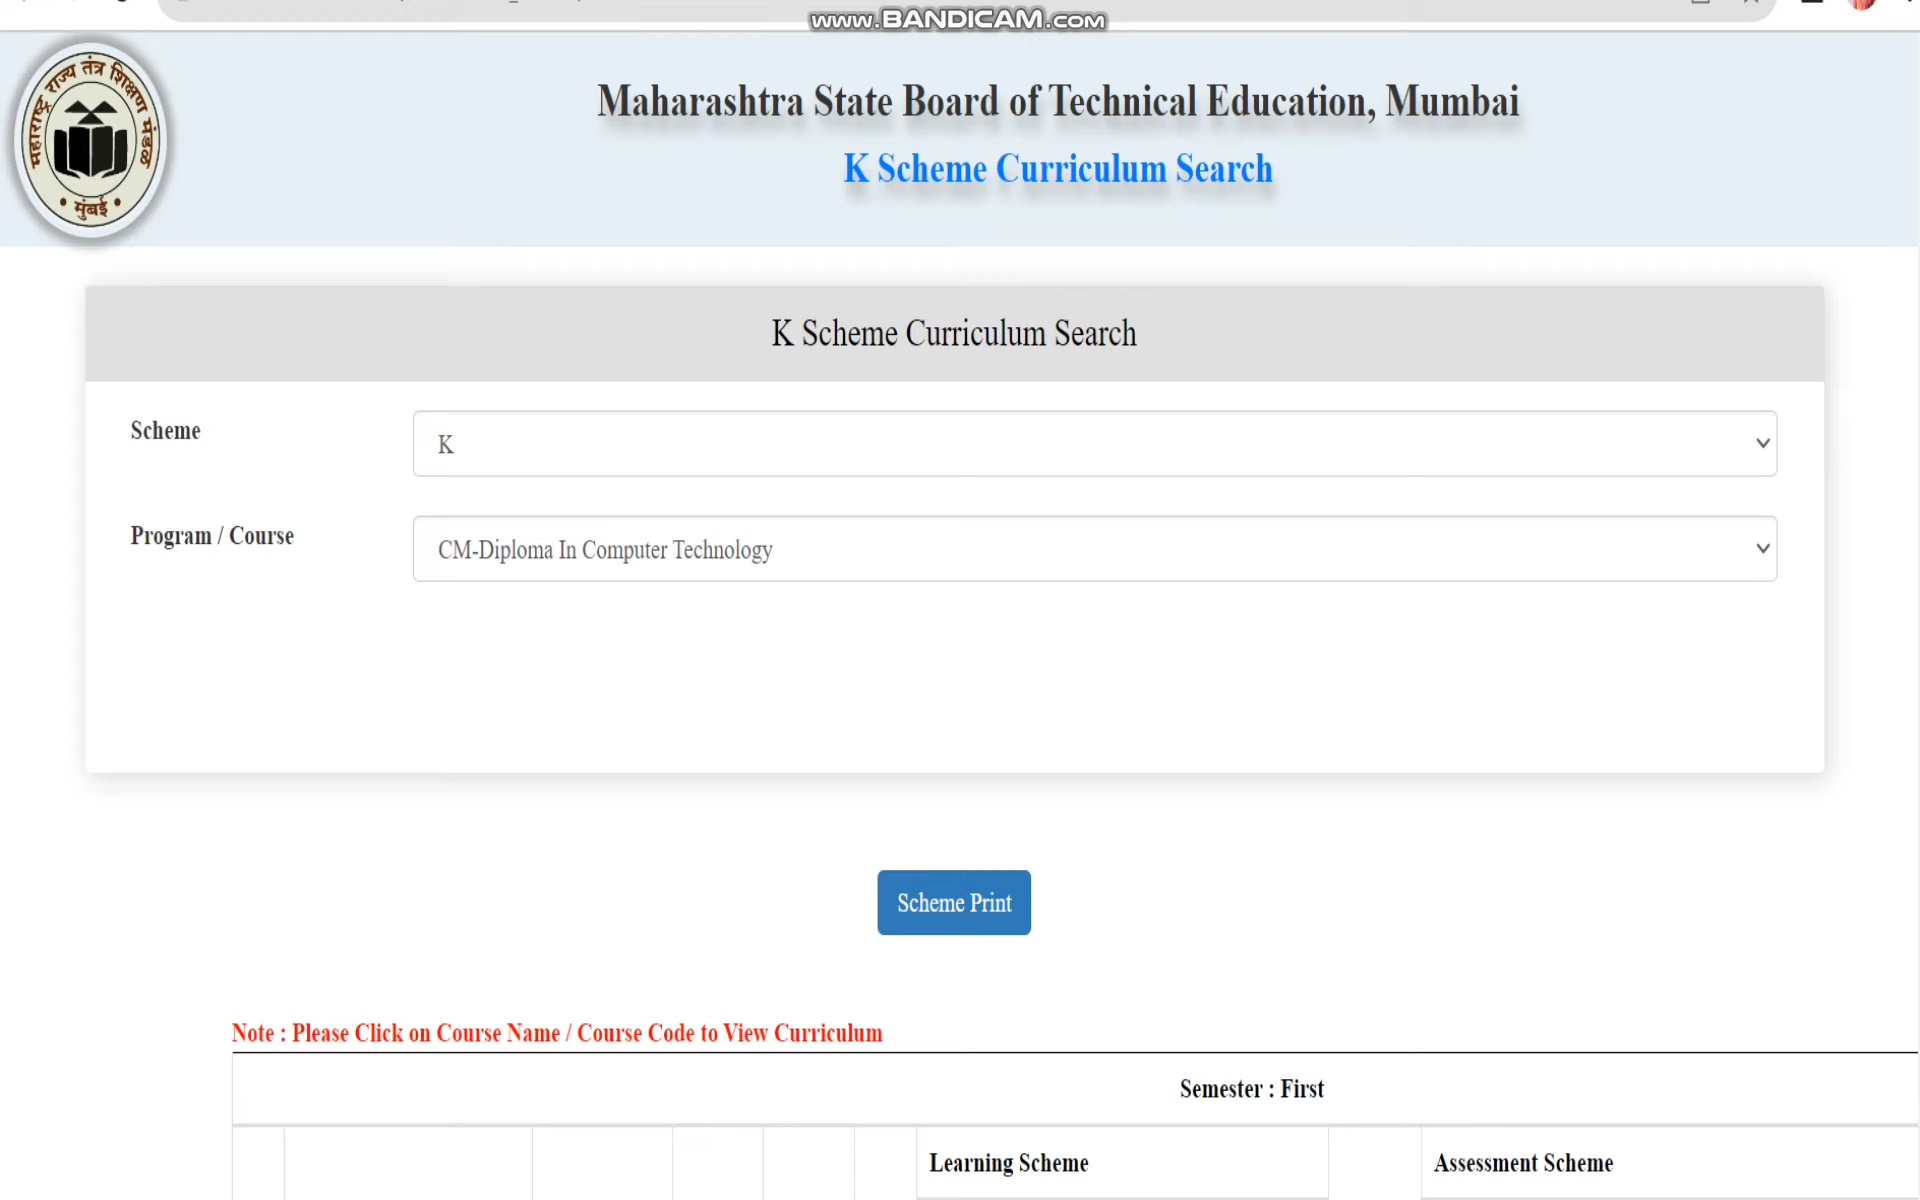 www.BANDICAM.com
महाराष्ट्र राज्य तंत्र शिक्षण मंडळ
मुंबई
Maharashtra State Board of Technical Education, Mumbai
K Scheme Curriculum Search
K Scheme Curriculum Search
Scheme
K
Program / Course
CM-Diploma In Computer Technology
Scheme Print
Note : Please Click on Course Name / Course Code to View Curriculum
Semester : First
Learning Scheme
Assessment Scheme